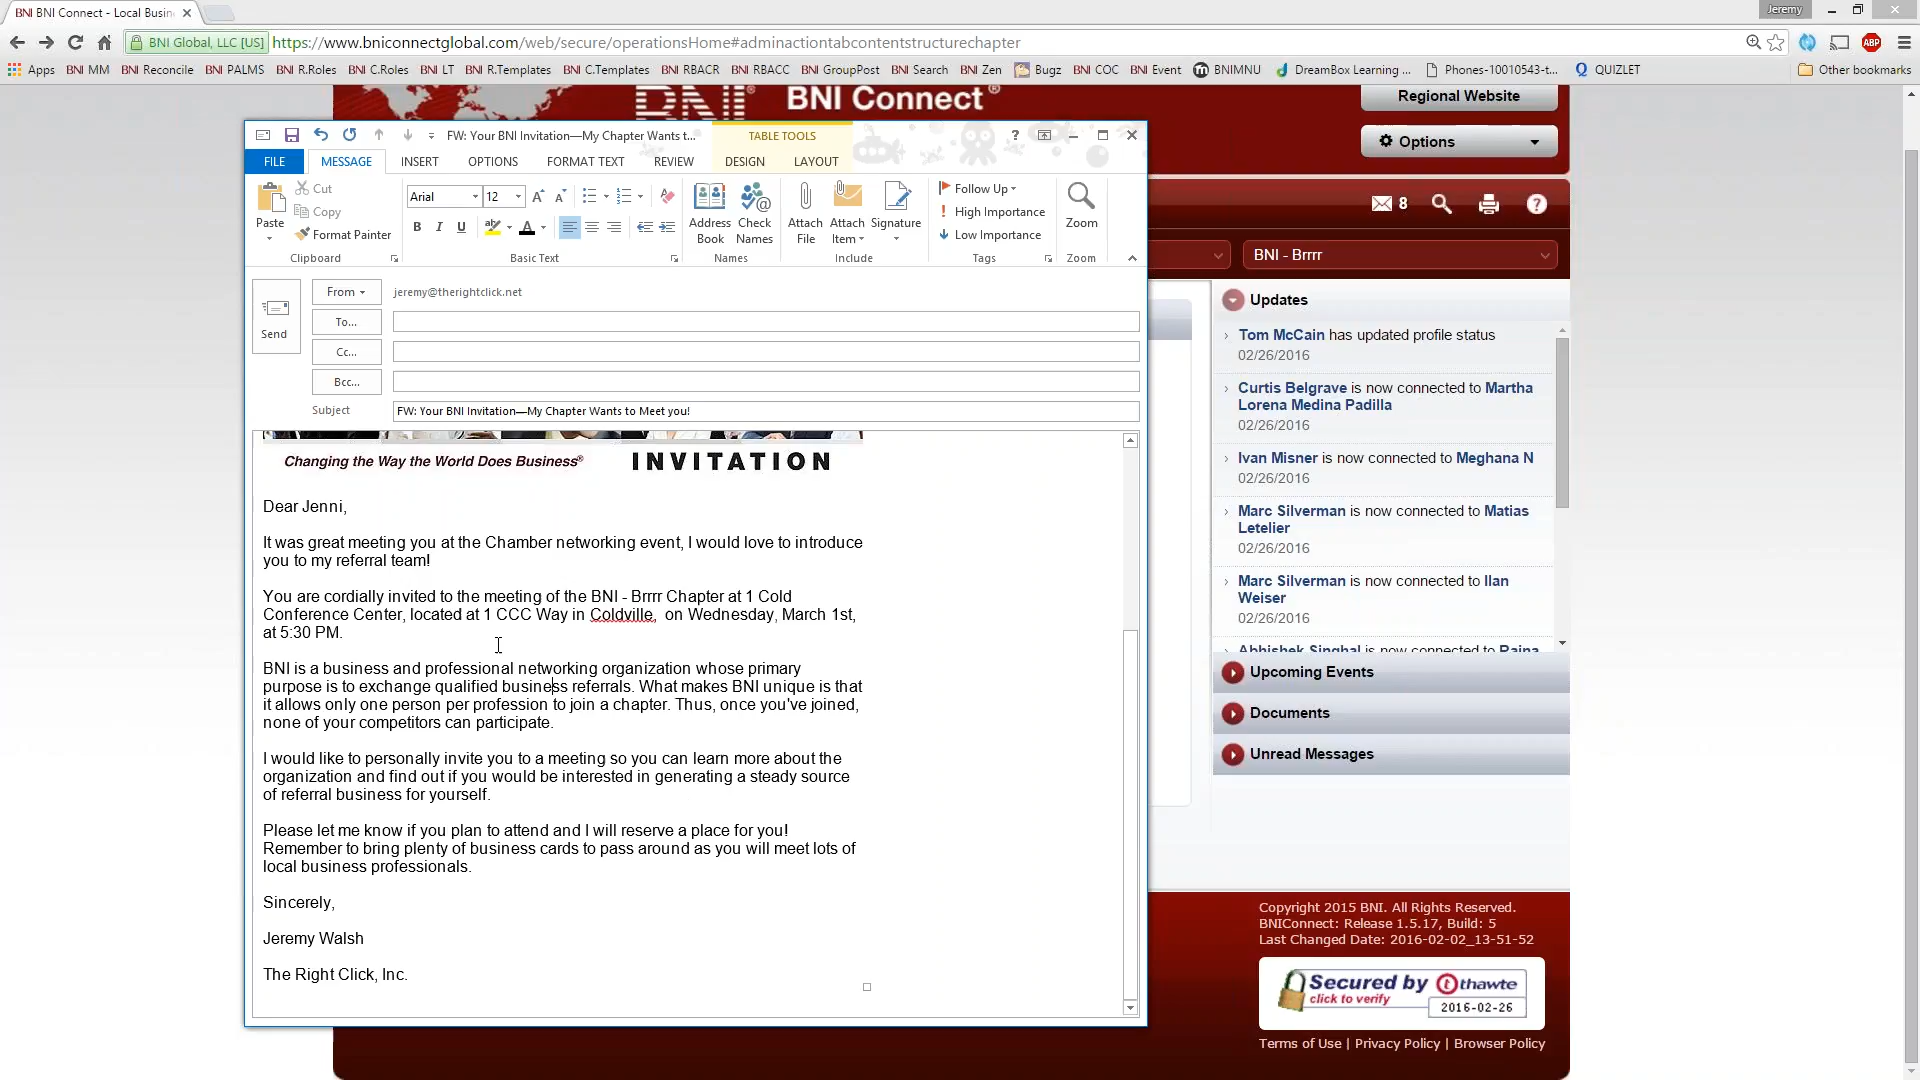 BNI BNI Connect - Local Busin
Jeremy
BNI Global, LLC [US] https://www.bniconnectglobal.com/web/secure/operationsHome#adminactiontabcontentstructurechapter
ABP
Apps BNI MM BNI Reconcile BNI PALMS BNI R.Roles BNI C.Roles BNI LT BNI R.Templates BNI C.Templates BNI RBACR BNI RBACC BNI GroupPost BNI Search BNI Zen Bugz BNI COC BNI Event BNIMNU DreamBox Learning ... Phones-10010543-t... QUIZLET Other bookmarks
BNI® BNI Connect®
Regional Website
Options
8
BNI - Brrrr
FW: Your BNI Invitation—My Chapter Wants t...
TABLE TOOLS
FILE MESSAGE INSERT OPTIONS FORMAT TEXT REVIEW DESIGN LAYOUT
Paste
Cut
Copy
Format Painter
Clipboard
Arial 12
B I U
Basic Text
Address Book
Check Names
Names
Attach File
Attach Item
Signature
Include
Follow Up
High Importance
Low Importance
Tags
Zoom
Zoom
Send
From jeremy@therightclick.net
To...
Cc...
Bcc...
Subject FW: Your BNI Invitation—My Chapter Wants to Meet you!
Changing the Way the World Does Business® INVITATION
Dear Jenni,
It was great meeting you at the Chamber networking event, I would love to introduce
you to my referral team!
You are cordially invited to the meeting of the BNI - Brrrr Chapter at 1 Cold
Conference Center, located at 1 CCC Way in Coldville,  on Wednesday, March 1st,
at 5:30 PM.
BNI is a business and professional networking organization whose primary
purpose is to exchange qualified business referrals. What makes BNI unique is that
it allows only one person per profession to join a chapter. Thus, once you've joined,
none of your competitors can participate.
I would like to personally invite you to a meeting so you can learn more about the
organization and find out if you would be interested in generating a steady source
of referral business for yourself.
Please let me know if you plan to attend and I will reserve a place for you!
Remember to bring plenty of business cards to pass around as you will meet lots of
local business professionals.
Sincerely,
Jeremy Walsh
The Right Click, Inc.
Updates
Tom McCain has updated profile status
02/26/2016
Curtis Belgrave is now connected to Martha
Lorena Medina Padilla
02/26/2016
Ivan Misner is now connected to Meghana N
02/26/2016
Marc Silverman is now connected to Matias
Letelier
02/26/2016
Marc Silverman is now connected to Ilan
Weiser
02/26/2016
Abhishek Singhal is now connected to Raina
Upcoming Events
Documents
Unread Messages
Copyright 2015 BNI. All Rights Reserved.
BNIConnect: Release 1.5.17, Build: 5
Last Changed Date: 2016-02-02_13-51-52
Secured by thawte
click to verify
2016-02-26
Terms of Use | Privacy Policy | Browser Policy